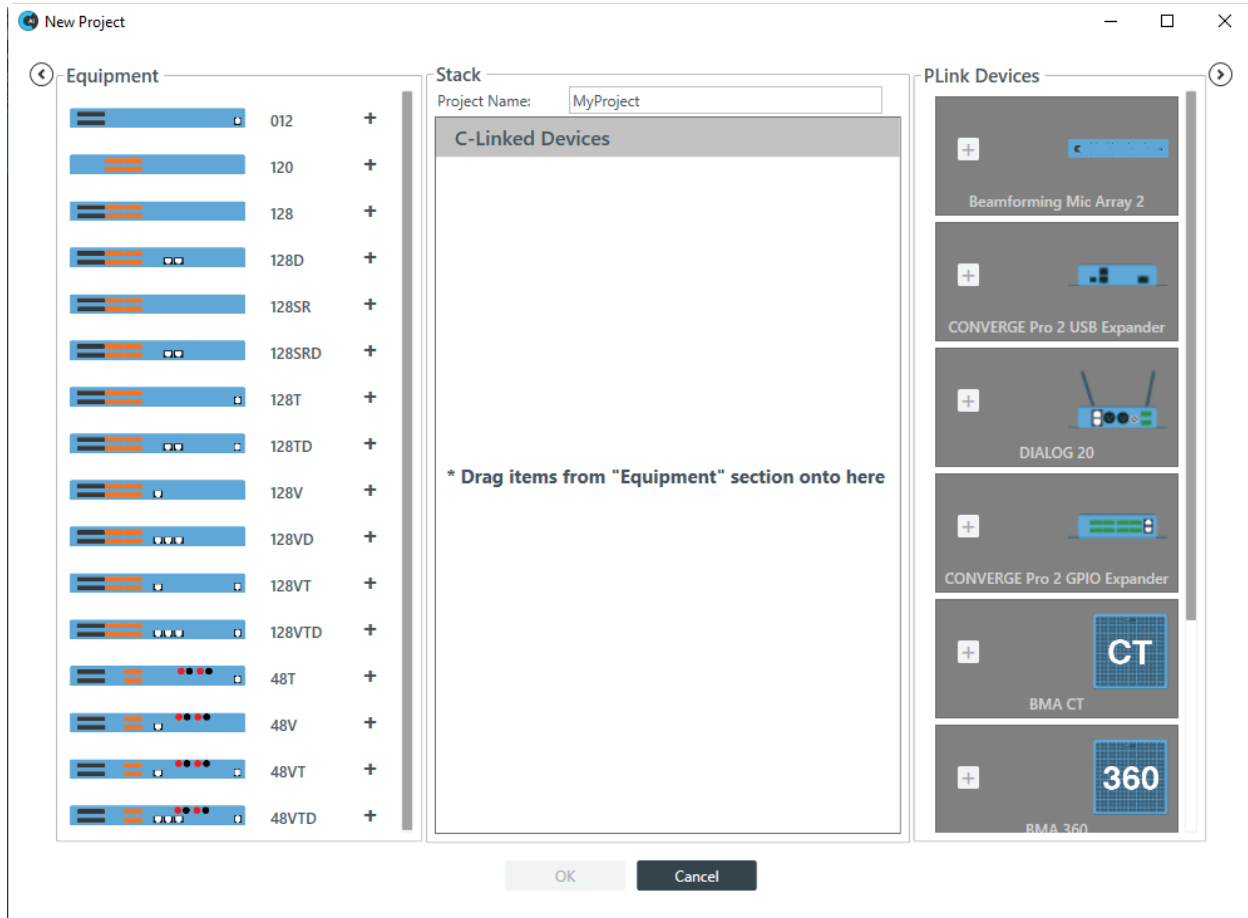 New Project
Equipment
012
120
128
128D
128SR
128SRD
128T
128TD
128V
128VD
128VT
128VTD
48T
48V
48VT
48VTD
Stack
Project Name: MyProject
C-Linked Devices
* Drag items from "Equipment" section onto here
PLink Devices
Beamforming Mic Array 2
CONVERGE Pro 2 USB Expander
DIALOG 20
CONVERGE Pro 2 GPIO Expander
CT
BMA CT
360
BMA 360
OK
Cancel